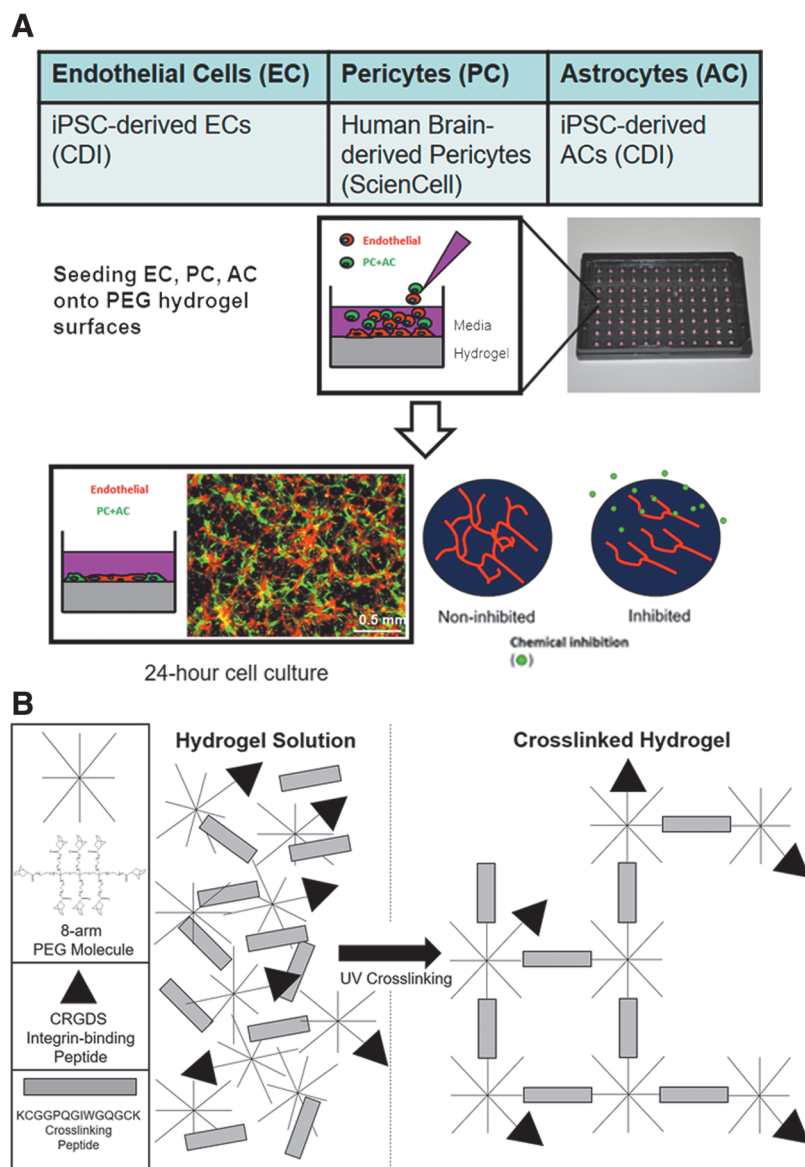 A
Endothelial Cells (EC)
Pericytes (PC)
Astrocytes (AC)
iPSC-derived ECs
(CDI)
Human Brain-
derived Pericytes
(ScienCell)
iPSC-derived
ACs (CDI)
Seeding EC, PC, AC
onto PEG hydrogel
surfaces
Endothelial
PC+AC
Media
Hydrogel
Endothelial
PC+AC
0.5 mm
24-hour cell culture
Non-inhibited
Inhibited
Chemical inhibition
( )
B
8-arm
PEG Molecule
CRGDS
Integrin-binding
Peptide
KCGGPQGIWGQGCK
Crosslinking
Peptide
Hydrogel Solution
UV Crosslinking
Crosslinked Hydrogel